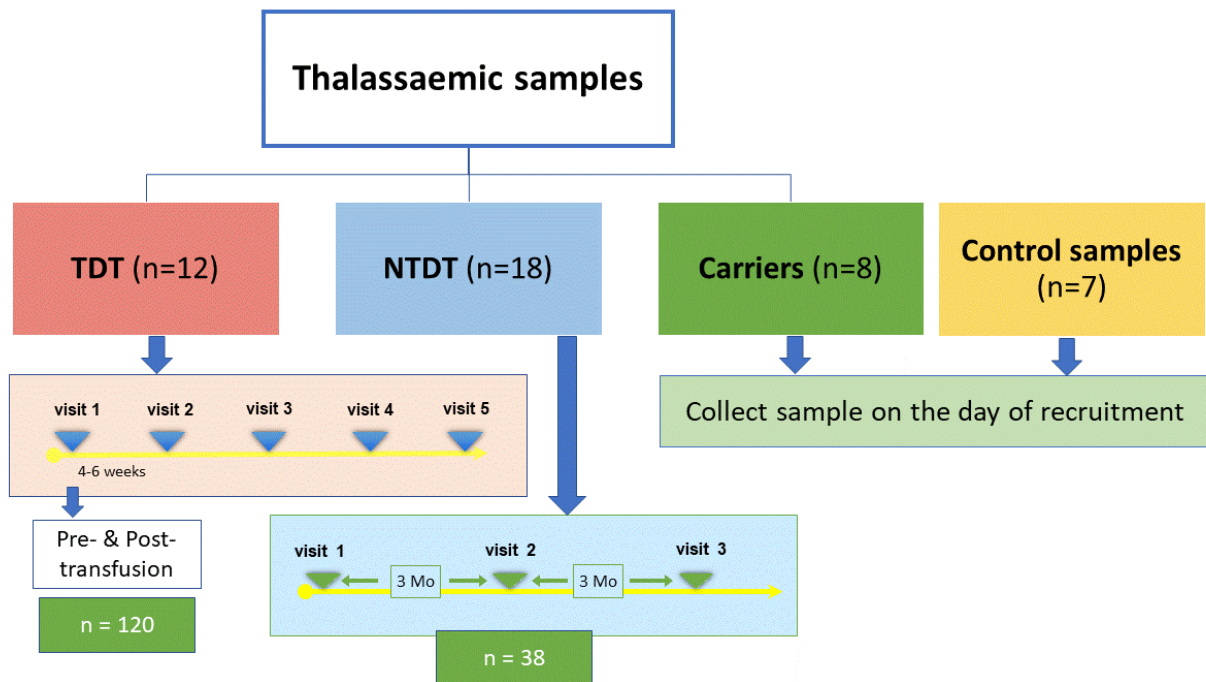 Thalassaemic samples
TDT (n=12)
NTDT (n=18)
Carriers (n=8)
Control samples
(n=7)
visit 1
visit 2
visit 3
visit 4
visit 5
4-6 weeks
Collect sample on the day of recruitment
Pre- & Post-
transfusion
n = 120
visit 1
visit 2
visit 3
3 Mo
3 Mo
n = 38